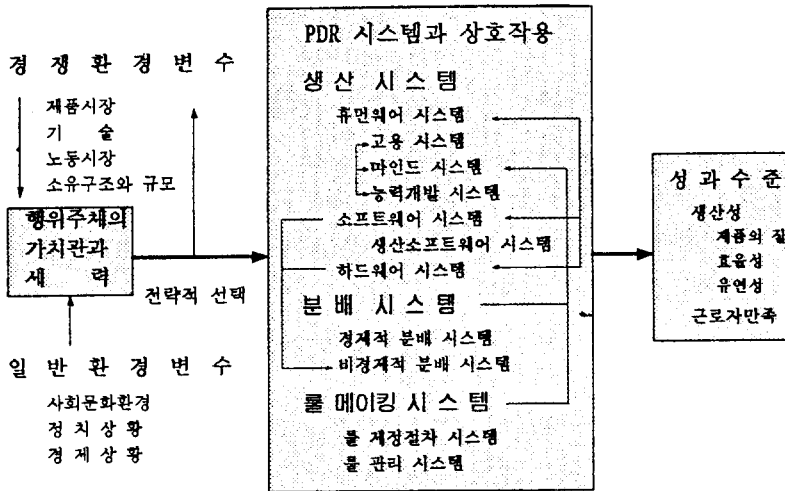 경 쟁 환 경 변 수
제품시장
기 술
노동시장
소유구조와 규모
행위주체의
가치관과
세 력
전략적 선택
일 반 환 경 변 수
사회문화환경
정 치 상 황
경 제 상 황
PDR 시스템과 상호작용
생 산 시 스 템
휴먼웨어 시스템
고용 시스템
마인드 시스템
능력개발 시스템
소프트웨어 시스템
생산소프트웨어 시스템
하드웨어 시스템
분 배 시 스 템
경제적 분배 시스템
비경제적 분배 시스템
룰 메이킹 시 스 템
룰 제정절차 시스템
룰 관리 시스템
성 과 수 준
생산성
제품의 질
효율성
유연성
근로자만족